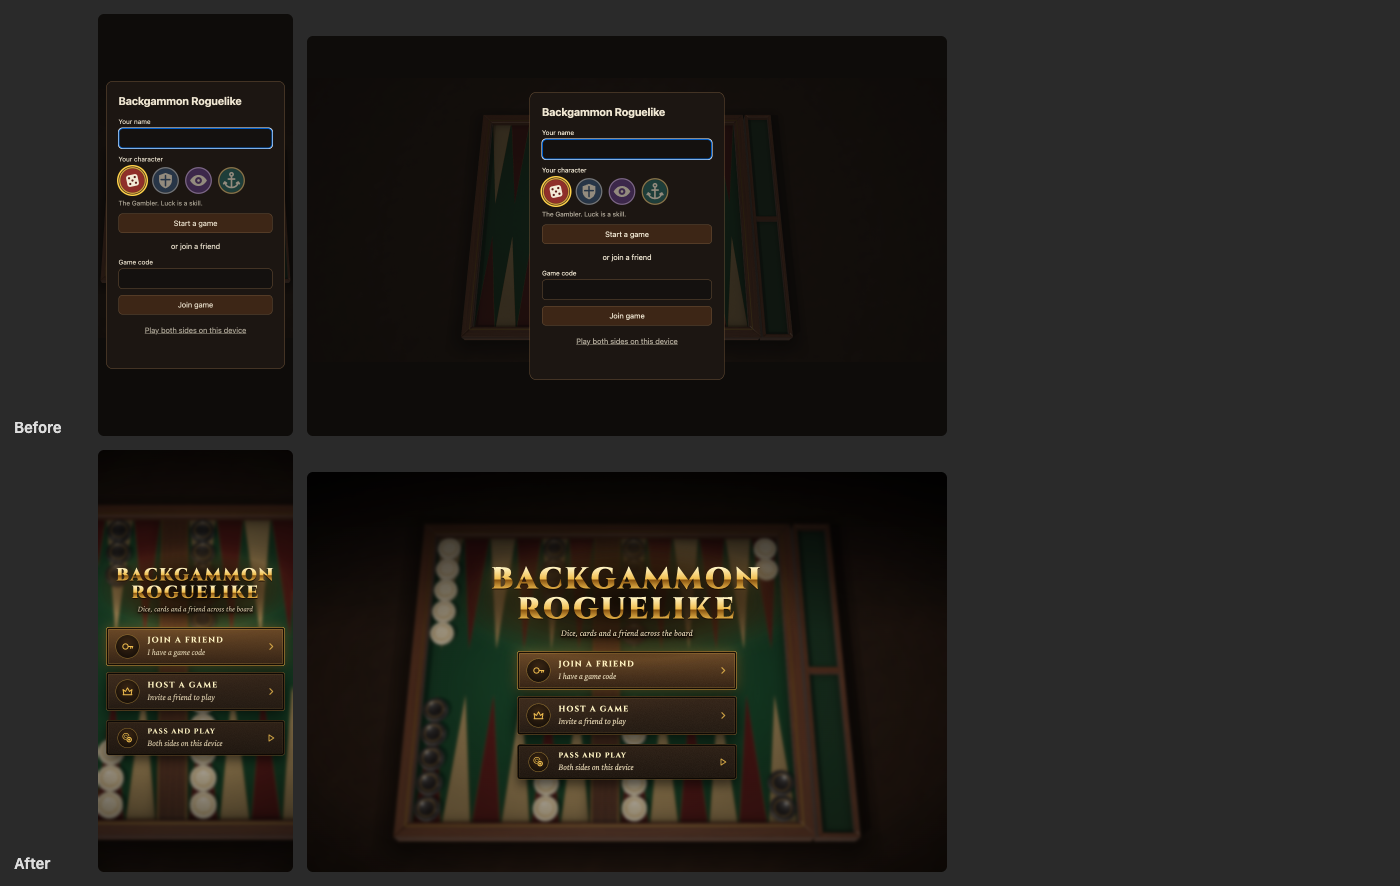 Before
Backgammon Roguelike
Your name
Your character
The Gambler. Luck is a skill.
Start a game
or join a friend
Game code
Join game
Play both sides on this device
Backgammon Roguelike
Your name
Your character
The Gambler. Luck is a skill.
Start a game
or join a friend
Game code
Join game
Play both sides on this device
After
BACKGAMMON
ROGUELIKE
Dice, cards and a friend across the board
JOIN A FRIEND
I have a game code
HOST A GAME
Invite a friend to play
PASS AND PLAY
Both sides on this device
BACKGAMMON
ROGUELIKE
Dice, cards and a friend across the board
JOIN A FRIEND
I have a game code
HOST A GAME
Invite a friend to play
PASS AND PLAY
Both sides on this device